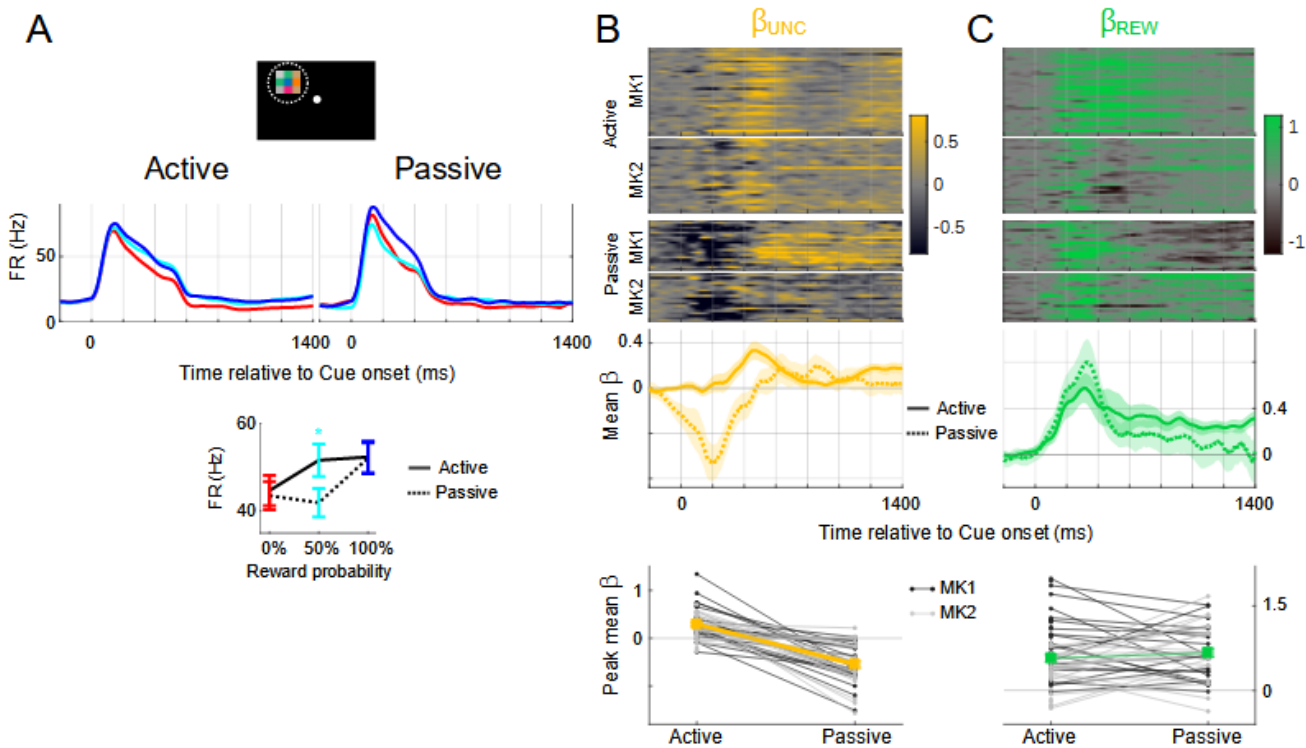 A
Active
Passive
FR (Hz)
50
0
0
1400
0
1400
Time relative to Cue onset (ms)
60
40
FR (Hz)
*
Active
Passive
0%
50%
100%
Reward probability
B
βUNC
Active
MK1
MK2
Passive
MK1
MK2
0.5
0
-0.5
0.4
Mean β
0
1400
Active
Passive
Time relative to Cue onset (ms)
1
0
Peak mean β
Active
Passive
MK1
MK2
C
βREW
1
0
-1
0.4
0
0
1400
1.5
0
Active
Passive